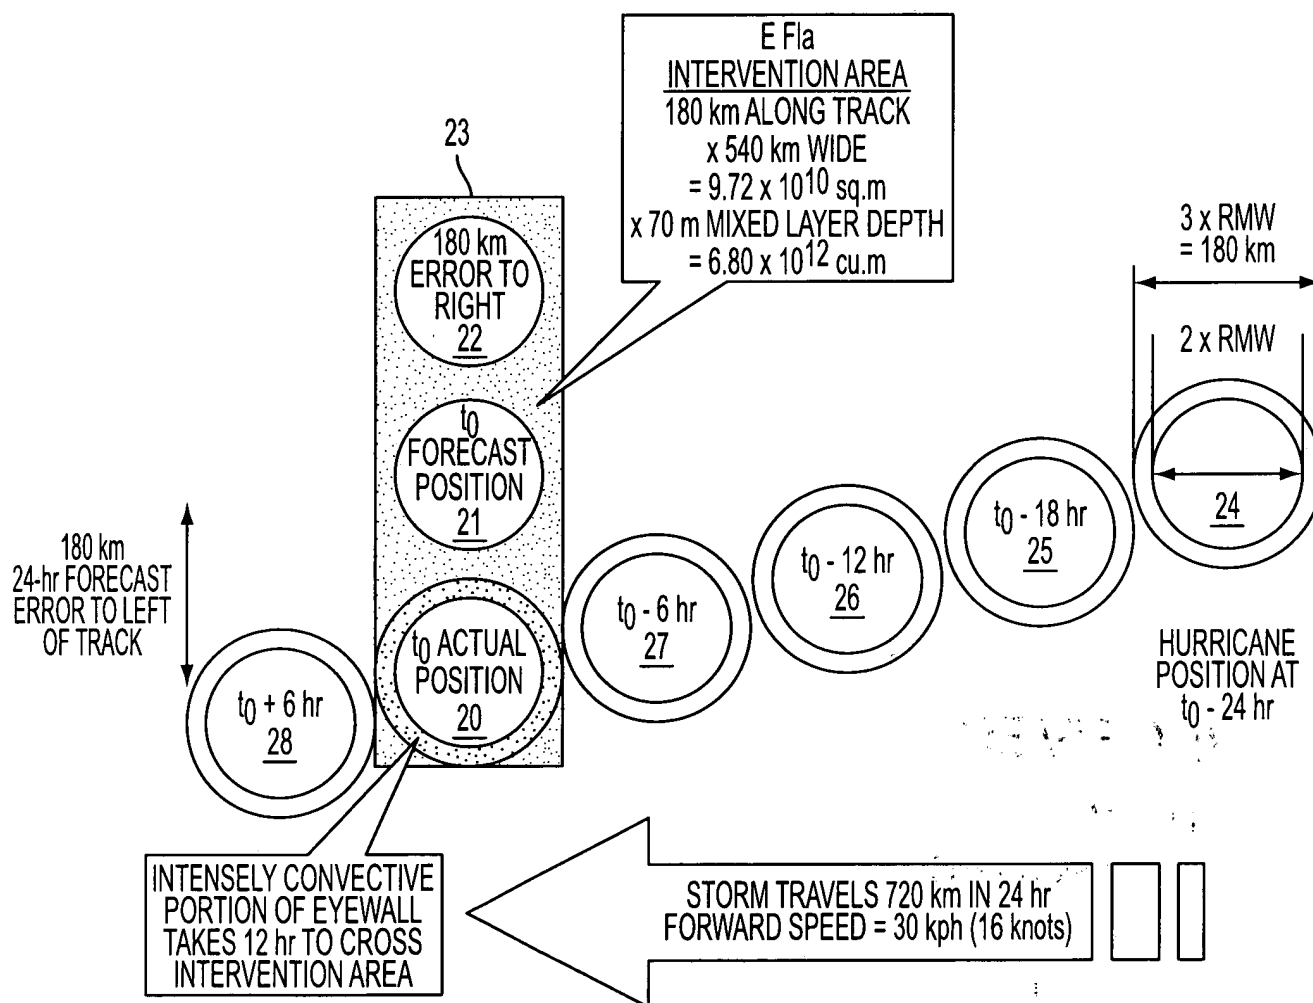 E Fla
INTERVENTION AREA
180 km ALONG TRACK
x 540 km WIDE
= 9.72 x 10¹⁰ sq.m
x 70 m MIXED LAYER DEPTH
= 6.80 x 10¹² cu.m
23
180 km
ERROR TO
RIGHT
22
t₀
FORECAST
POSITION
21
t₀ ACTUAL
POSITION
20
3 x RMW
= 180 km
2 x RMW
24
t₀ - 18 hr
25
t₀ - 12 hr
26
t₀ - 6 hr
27
t₀ + 6 hr
28
180 km
24-hr FORECAST
ERROR TO LEFT
OF TRACK
HURRICANE
POSITION AT
t₀ - 24 hr
INTENSELY CONVECTIVE
PORTION OF EYEWALL
TAKES 12 hr TO CROSS
INTERVENTION AREA
STORM TRAVELS 720 km IN 24 hr
FORWARD SPEED = 30 kph (16 knots)